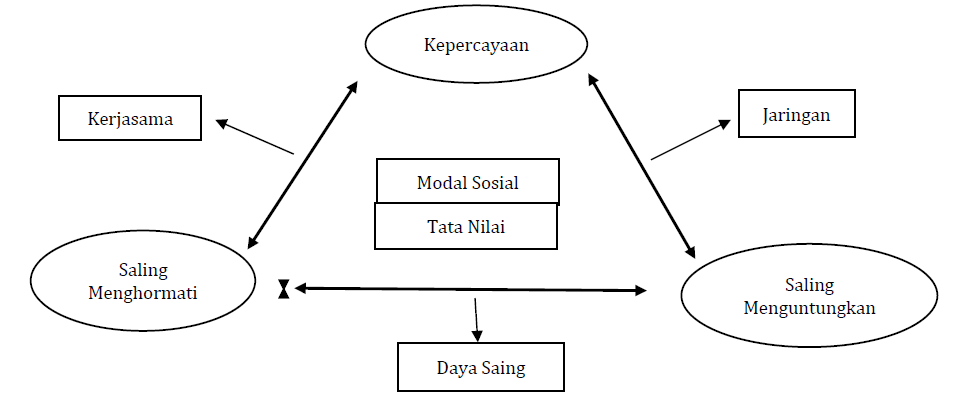 Kepercayaan
Kerjasama
Jaringan
Modal Sosial
Tata Nilai
Saling
Menghormati
Saling
Menguntungkan
Daya Saing